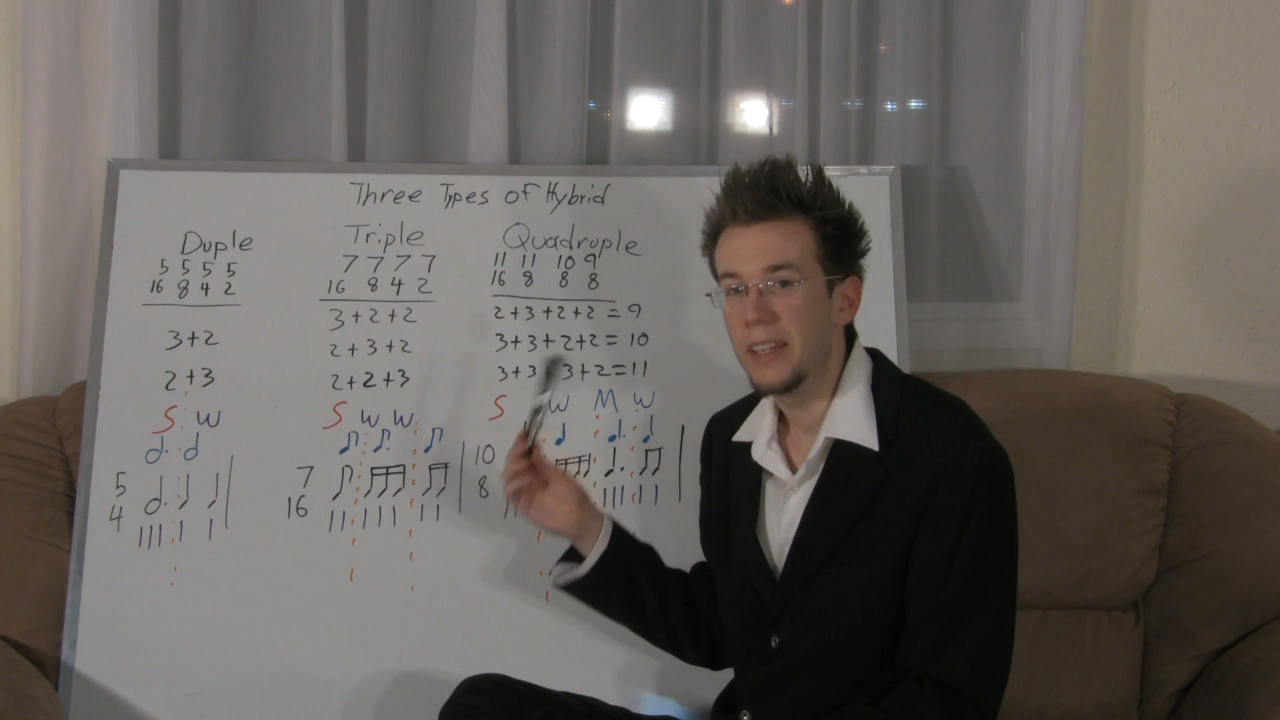 Three Types of Hybrid
Duple Triple Quadruple
5 5 5 5 7 7 7 7 11 11 10 9
16 8 4 2 16 8 4 2 16 8 8 8
3+2 3+2+2 2+3+2+2=9
2+3 2+3+2 3+3+2+2=10
2+2+3 3+3+3+2=11
S W S W W S W M W
5 7 10
4 16 8